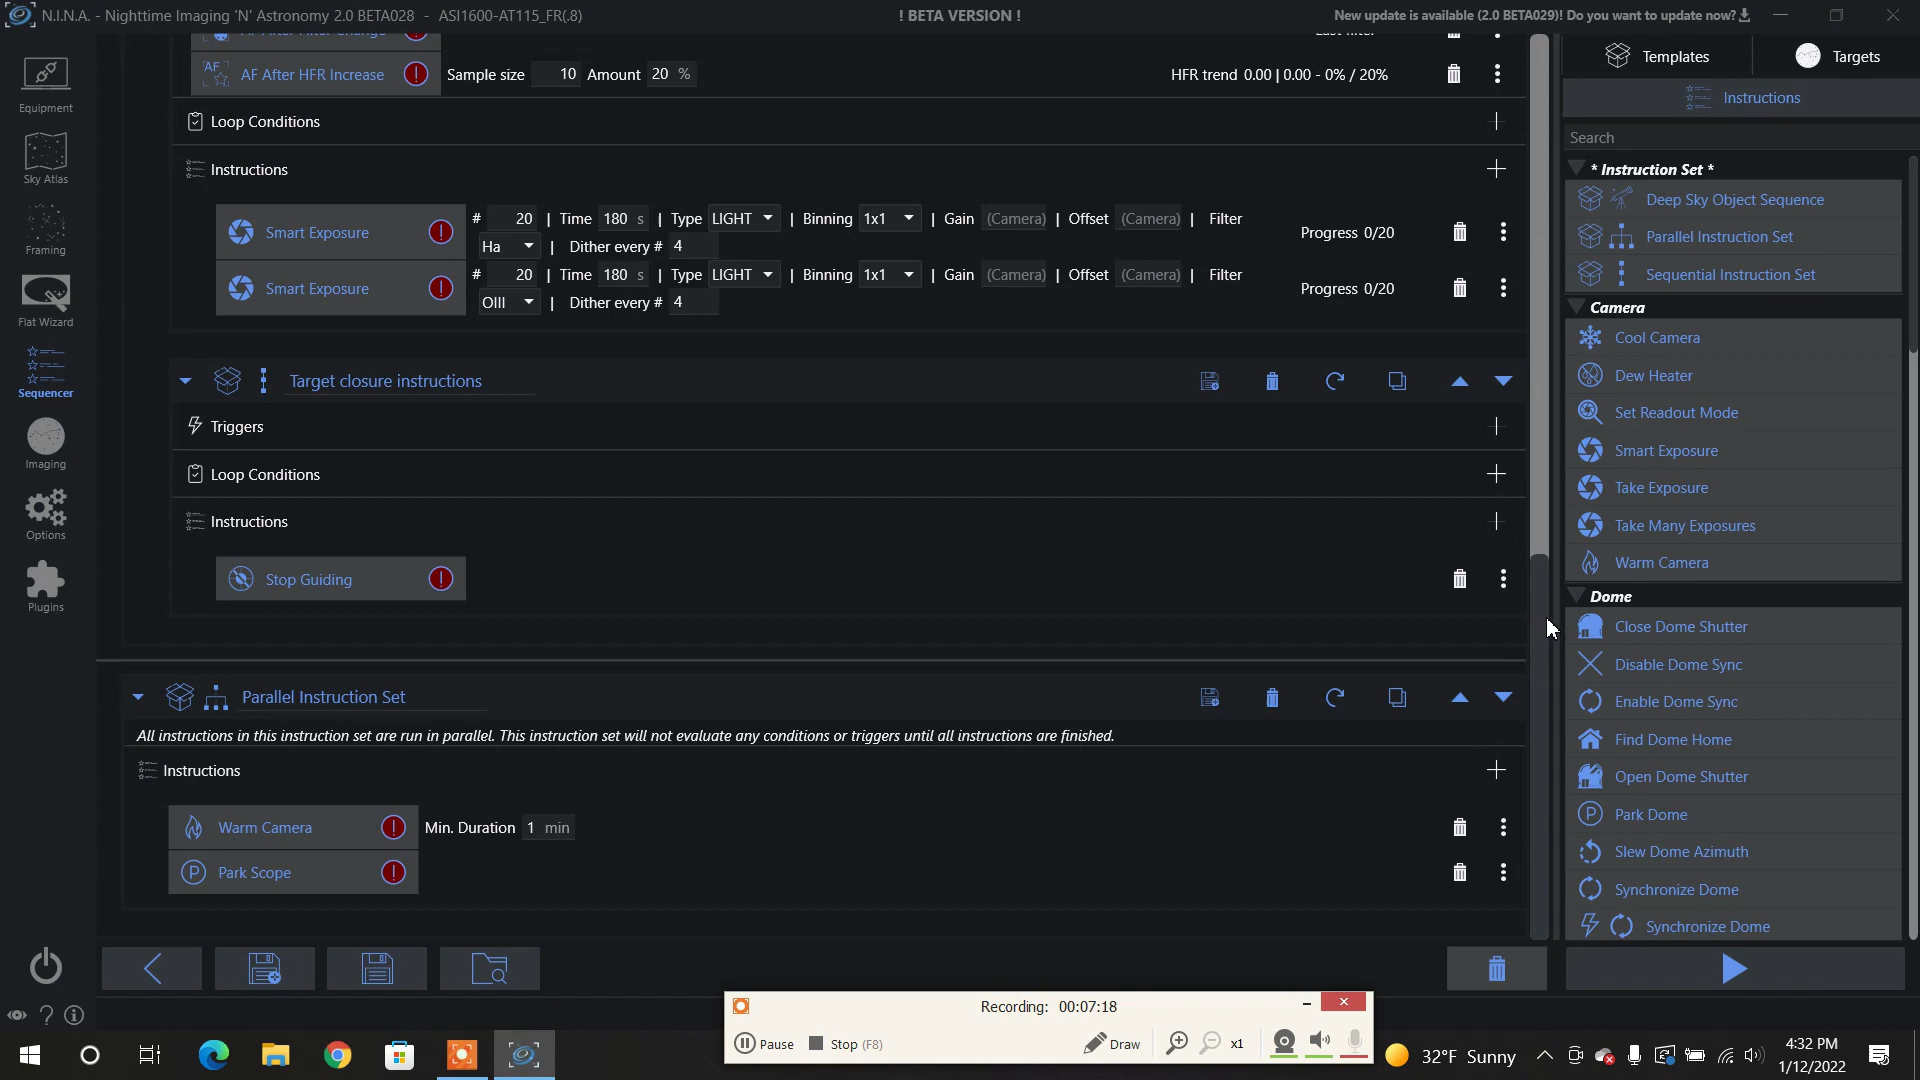 N.I.N.A. - Nighttime Imaging 'N' Astronomy 2.0 BETA028 - ASI1600-AT115_FR(.8)
! BETA VERSION !
New update is available (2.0 BETA029)! Do you want to update now?
Equipment
Sky Atlas
Framing
Flat Wizard
Sequencer
Imaging
Options
Plugins
AF After Filter Change
Last filter
AF After HFR Increase Sample size 10 Amount 20 % HFR trend 0.00 | 0.00 - 0% / 20%
Loop Conditions
Instructions
Smart Exposure # 20 | Time 180 s | Type LIGHT | Binning 1x1 | Gain (Camera) | Offset (Camera) | Filter
Ha | Dither every # 4 Progress 0/20
Smart Exposure # 20 | Time 180 s | Type LIGHT | Binning 1x1 | Gain (Camera) | Offset (Camera) | Filter
OIII | Dither every # 4 Progress 0/20
Target closure instructions
Triggers
Loop Conditions
Instructions
Stop Guiding
Parallel Instruction Set
All instructions in this instruction set are run in parallel. This instruction set will not evaluate any conditions or triggers until all instructions are finished.
Instructions
Warm Camera Min. Duration 1 min
Park Scope
Templates Targets
Instructions
Search
* Instruction Set *
Deep Sky Object Sequence
Parallel Instruction Set
Sequential Instruction Set
Camera
Cool Camera
Dew Heater
Set Readout Mode
Smart Exposure
Take Exposure
Take Many Exposures
Warm Camera
Dome
Close Dome Shutter
Disable Dome Sync
Enable Dome Sync
Find Dome Home
Open Dome Shutter
Park Dome
Slew Dome Azimuth
Synchronize Dome
Synchronize Dome
Recording: 00:07:18
Pause Stop (F8) Draw x1
32°F Sunny
4:32 PM
1/12/2022